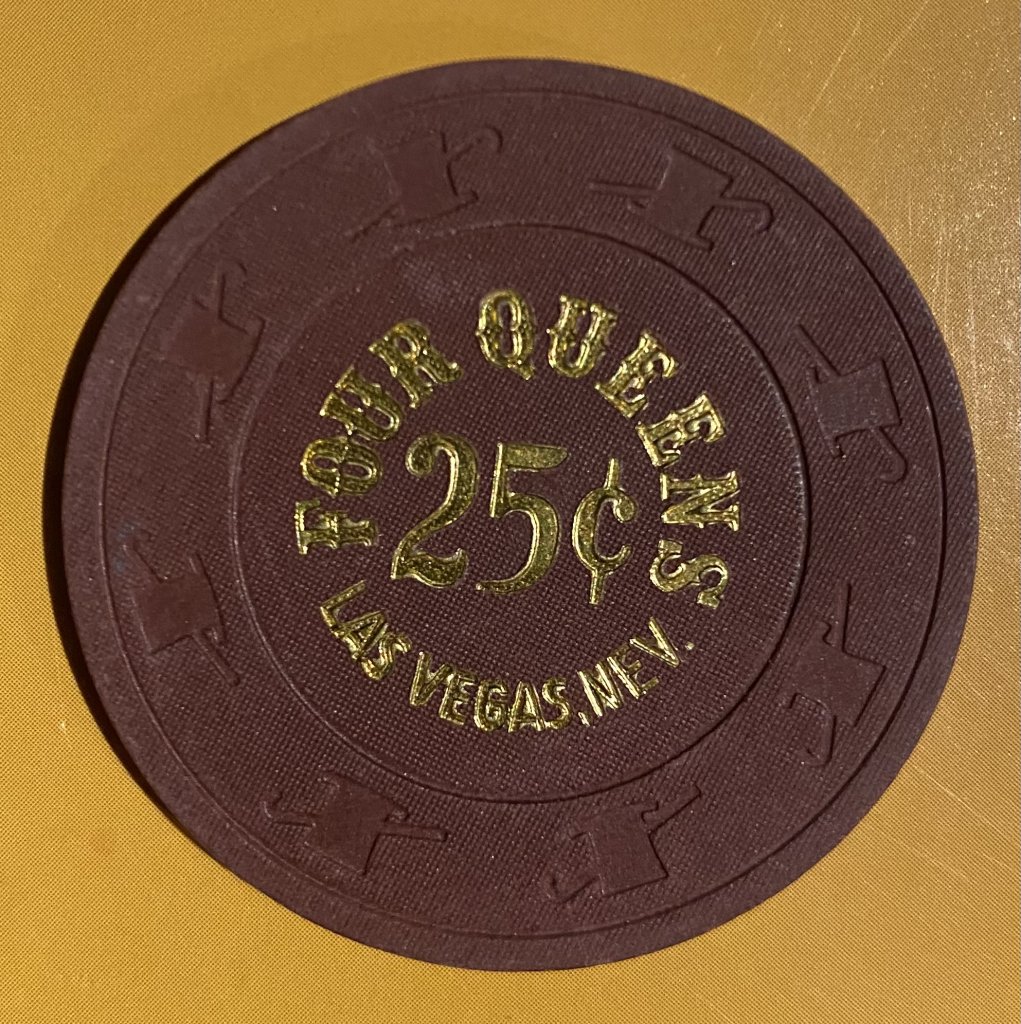 FOUR QUEENS
25¢
LAS VEGAS, NEV.